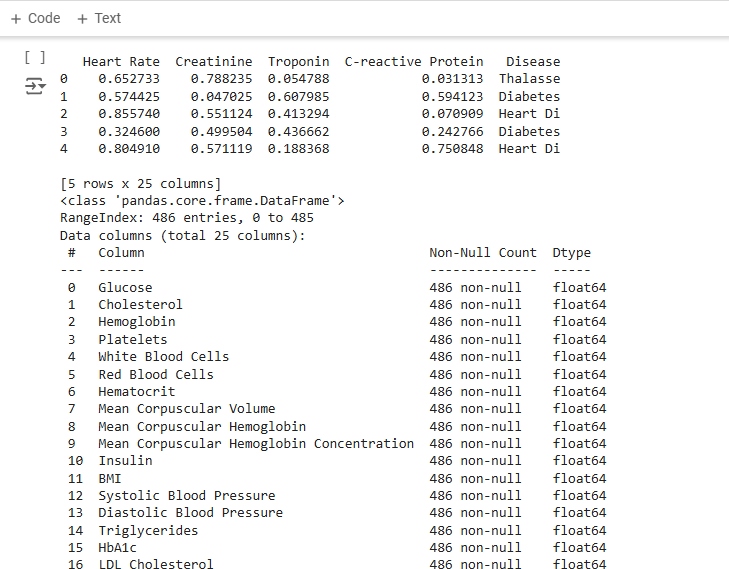 + Code + Text
[ ]
Heart Rate Creatinine Troponin C-reactive Protein Disease
0 0.652733 0.788235 0.054788 0.031313 Thalasse
1 0.574425 0.047025 0.607985 0.594123 Diabetes
2 0.855740 0.551124 0.413294 0.070909 Heart Di
3 0.324600 0.499504 0.436662 0.242766 Diabetes
4 0.804910 0.571119 0.188368 0.750848 Heart Di
[5 rows x 25 columns]
<class 'pandas.core.frame.DataFrame'>
RangeIndex: 486 entries, 0 to 485
Data columns (total 25 columns):
# Column Non-Null Count Dtype
--- ------ -------------- -----
0 Glucose 486 non-null float64
1 Cholesterol 486 non-null float64
2 Hemoglobin 486 non-null float64
3 Platelets 486 non-null float64
4 White Blood Cells 486 non-null float64
5 Red Blood Cells 486 non-null float64
6 Hematocrit 486 non-null float64
7 Mean Corpuscular Volume 486 non-null float64
8 Mean Corpuscular Hemoglobin 486 non-null float64
9 Mean Corpuscular Hemoglobin Concentration 486 non-null float64
10 Insulin 486 non-null float64
11 BMI 486 non-null float64
12 Systolic Blood Pressure 486 non-null float64
13 Diastolic Blood Pressure 486 non-null float64
14 Triglycerides 486 non-null float64
15 HbA1c 486 non-null float64
16 LDL Cholesterol 486 non-null float64